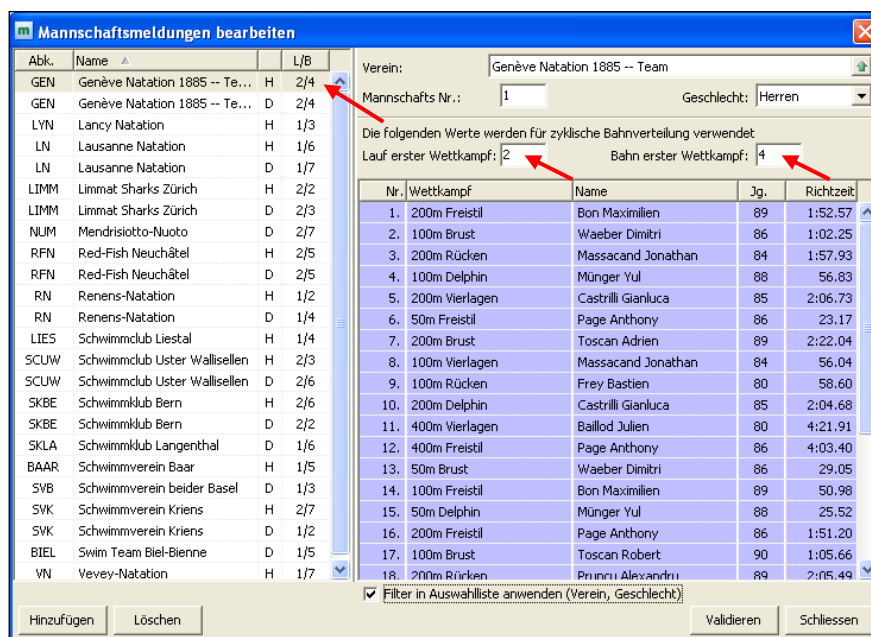 m Mannschaftsmeldungen bearbeiten
Abk. Name L/B
GEN Genève Natation 1885 -- Te... H 2/4
GEN Genève Natation 1885 -- Te... D 2/4
LYN Lancy Natation H 1/3
LN Lausanne Natation H 1/6
LN Lausanne Natation D 1/7
LIMM Limmat Sharks Zürich H 2/2
LIMM Limmat Sharks Zürich D 2/3
NUM Mendrisiotto-Nuoto D 2/7
RFN Red-Fish Neuchâtel H 2/5
RFN Red-Fish Neuchâtel D 2/5
RN Renens-Natation H 1/2
RN Renens-Natation D 1/4
LIES Schwimmclub Liestal H 1/4
SCUW Schwimmclub Uster Wallisellen H 2/3
SCUW Schwimmclub Uster Wallisellen D 2/6
SKBE Schwimmklub Bern H 2/6
SKBE Schwimmklub Bern D 2/2
SKLA Schwimmklub Langenthal D 1/6
BAAR Schwimmverein Baar H 1/5
SVB Schwimmverein beider Basel D 1/3
SVK Schwimmverein Kriens H 2/7
SVK Schwimmverein Kriens D 1/2
BIEL Swim Team Biel-Bienne D 1/5
VN Vevey-Natation H 1/7
Hinzufügen Löschen
Verein: Genève Natation 1885 -- Team
Mannschafts Nr.: 1 Geschlecht: Herren
Die folgenden Werte werden für zyklische Bahnverteilung verwendet
Lauf erster Wettkampf: 2 Bahn erster Wettkampf: 4
Nr. Wettkampf Name Jg. Richtzeit
1. 200m Freistil Bon Maximilien 89 1:52.57
2. 100m Brust Waeber Dimitri 86 1:02.25
3. 200m Rücken Massacand Jonathan 84 1:57.93
4. 100m Delphin Münger Yul 88 56.83
5. 200m Vierlagen Castrilli Gianluca 85 2:06.73
6. 50m Freistil Page Anthony 86 23.17
7. 200m Brust Toscan Adrien 89 2:22.04
8. 100m Vierlagen Massacand Jonathan 84 56.04
9. 100m Rücken Frey Bastien 80 58.60
10. 200m Delphin Castrilli Gianluca 85 2:04.68
11. 400m Vierlagen Baillod Julien 80 4:21.91
12. 400m Freistil Page Anthony 86 4:03.40
13. 50m Brust Waeber Dimitri 86 29.05
14. 100m Freistil Bon Maximilien 89 50.98
15. 50m Delphin Münger Yul 88 25.52
16. 200m Freistil Page Anthony 86 1:51.20
17. 100m Brust Toscan Robert 90 1:05.66
18. 200m Rücken Pruncu Alexandru 89 2:05.49
Filter in Auswahlliste anwenden (Verein, Geschlecht)
Validieren Schliessen